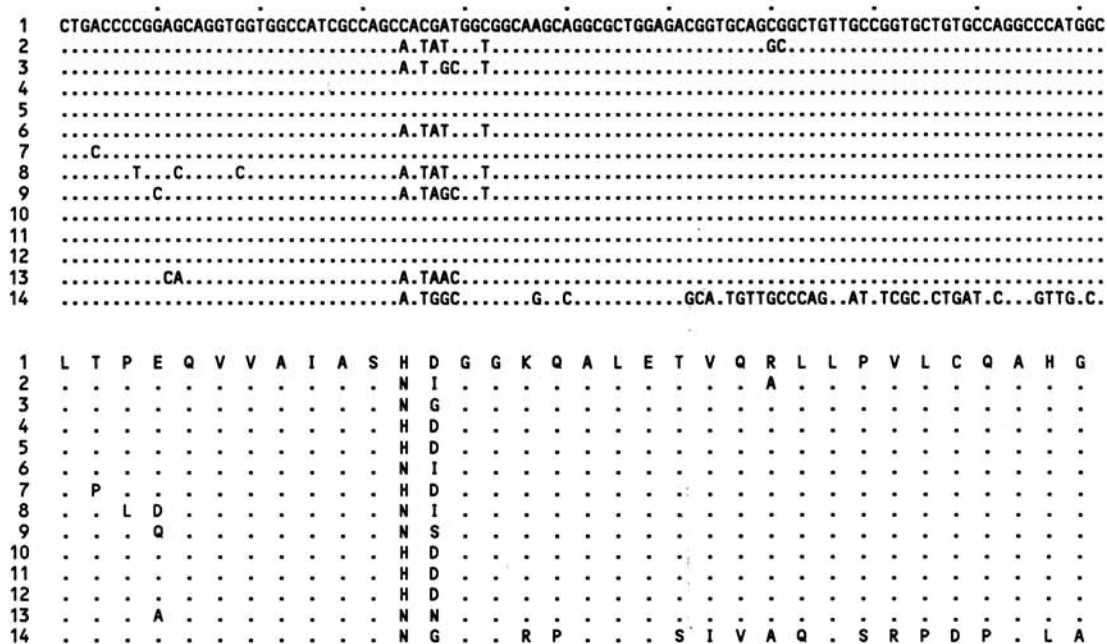 1 CTGACCCCGGAGCAGGTGGTGGCCATCGCCAGCCACGATGGCGGCAAGCAGGCGCTGGAGACGGTGCAGCGGCTGTTGCCGGTGCTGTGCCAGGCCCATGGC
2 .................................A.TAT...T...........................GC...............................
3 .................................A.T.GC..T............................................................
4 ......................................................................................................
5 ......................................................................................................
6 .................................A.TAT...T............................................................
7 ...C..................................................................................................
8 .......T...C.....C...............A.TAT...T............................................................
9 .........C.......................A.TAGC..T............................................................
10 ......................................................................................................
11 ......................................................................................................
12 ......................................................................................................
13 ..........CA.....................A.TAAC...............................................................
14 .................................A.TGGC.......G..C...........GCA.TGTTGCCCAG..AT.TCGC.CTGAT.C...GTTG.C.
1 L T P E Q V V A I A S H D G G K Q A L E T V Q R L L P V L C Q A H G
2 . . . . . . . . . . . N I . . . . . . . . . . A . . . . . . . . . .
3 . . . . . . . . . . . N G . . . . . . . . . . . . . . . . . . . . .
4 . . . . . . . . . . . H D . . . . . . . . . . . . . . . . . . . . .
5 . . . . . . . . . . . H D . . . . . . . . . . . . . . . . . . . . .
6 . . . . . . . . . . . N I . . . . . . . . . . . . . . . . . . . . .
7 . P . . . . . . . . . H D . . . . . . . . . . . . . . . . . . . . .
8 . . L D . . . . . . . N I . . . . . . . . . . . . . . . . . . . . .
9 . . . Q . . . . . . . N S . . . . . . . . . . . . . . . . . . . . .
10 . . . . . . . . . . . H D . . . . . . . . . . . . . . . . . . . . .
11 . . . . . . . . . . . H D . . . . . . . . . . . . . . . . . . . . .
12 . . . . . . . . . . . H D . . . . . . . . . . . . . . . . . . . . .
13 . . . A . . . . . . . N N . . . . . . . . . . . . . . . . . . . . .
14 . . . . . . . . . . . N G . . R P . . . S I V A Q . S R P D P . L A